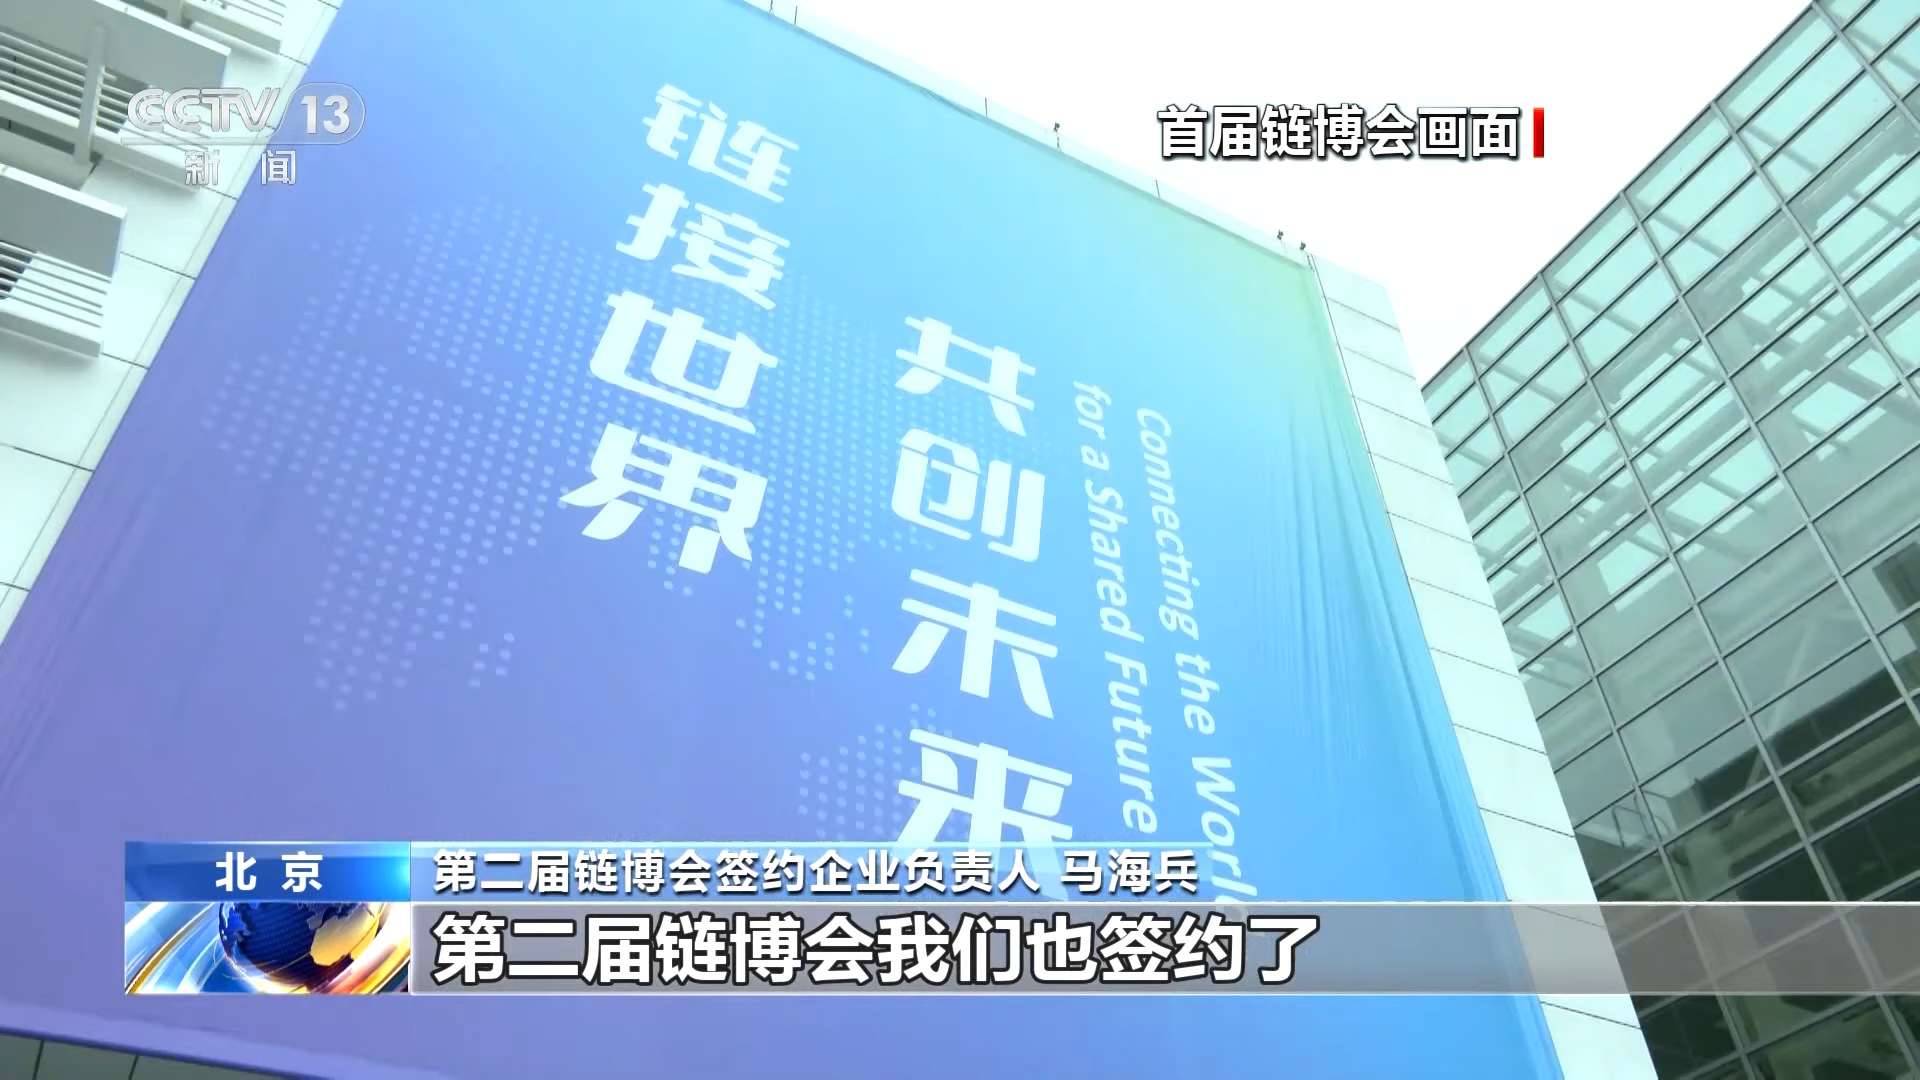 CCTV 13
新闻
首届链博会画面
链接世界
共创未来
Connecting the World
for a Shared Future
北京
第二届链博会签约企业负责人 马海兵
第二届链博会我们也签约了